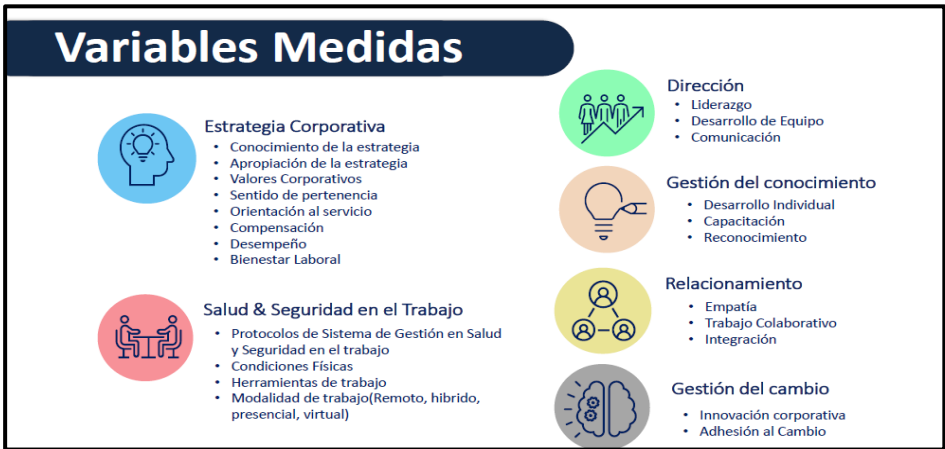 Variables Medidas
Estrategia Corporativa
• Conocimiento de la estrategia
• Apropiación de la estrategia
• Valores Corporativos
• Sentido de pertenencia
• Orientación al servicio
• Compensación
• Desempeño
• Bienestar Laboral
Salud & Seguridad en el Trabajo
• Protocolos de Sistema de Gestión en Salud
y Seguridad en el trabajo
• Condiciones Físicas
• Herramientas de trabajo
• Modalidad de trabajo(Remoto, hibrido,
presencial, virtual)
Dirección
• Liderazgo
• Desarrollo de Equipo
• Comunicación
Gestión del conocimiento
• Desarrollo Individual
• Capacitación
• Reconocimiento
Relacionamiento
• Empatía
• Trabajo Colaborativo
• Integración
Gestión del cambio
• Innovación corporativa
• Adhesión al Cambio